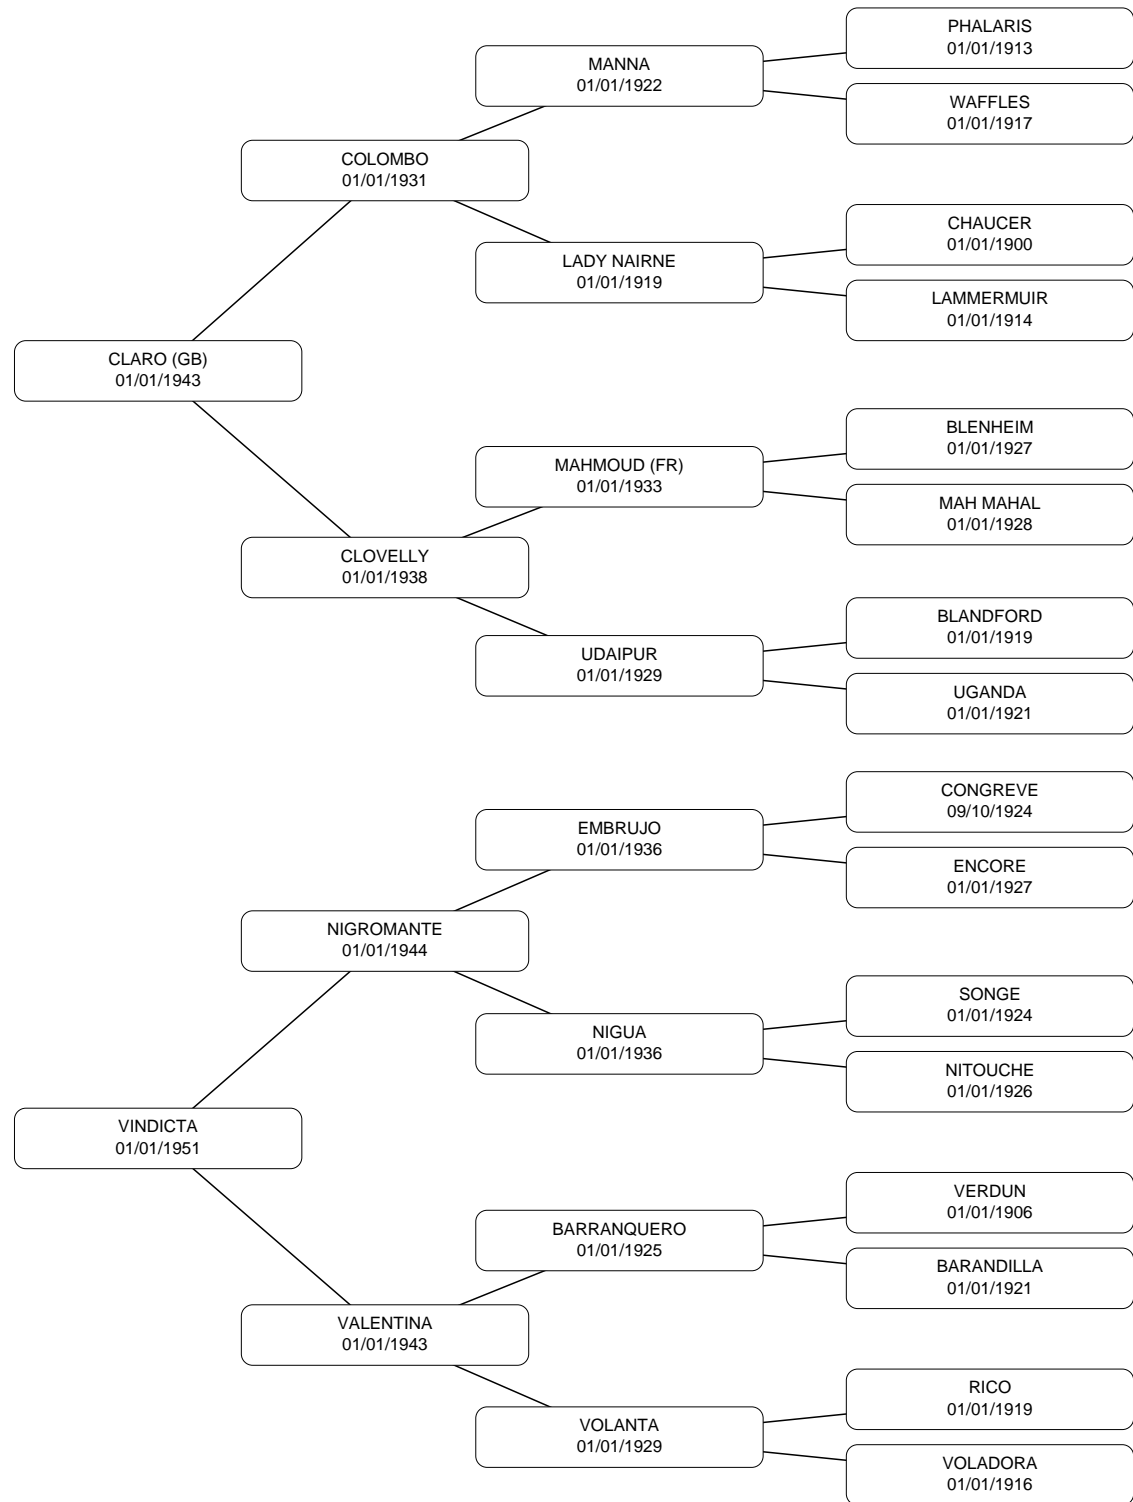 PHALARIS
01/01/1913
MANNA
01/01/1922
WAFFLES
01/01/1917
COLOMBO
01/01/1931
CHAUCER
01/01/1900
LADY NAIRNE
01/01/1919
LAMMERMUIR
01/01/1914
CLARO (GB)
01/01/1943
BLENHEIM
01/01/1927
MAHMOUD (FR)
01/01/1933
MAH MAHAL
01/01/1928
CLOVELLY
01/01/1938
BLANDFORD
01/01/1919
UDAIPUR
01/01/1929
UGANDA
01/01/1921
CONGREVE
09/10/1924
EMBRUJO
01/01/1936
ENCORE
01/01/1927
NIGROMANTE
01/01/1944
SONGE
01/01/1924
NIGUA
01/01/1936
NITOUCHE
01/01/1926
VINDICTA
01/01/1951
VERDUN
01/01/1906
BARRANQUERO
01/01/1925
BARANDILLA
01/01/1921
VALENTINA
01/01/1943
RICO
01/01/1919
VOLANTA
01/01/1929
VOLADORA
01/01/1916